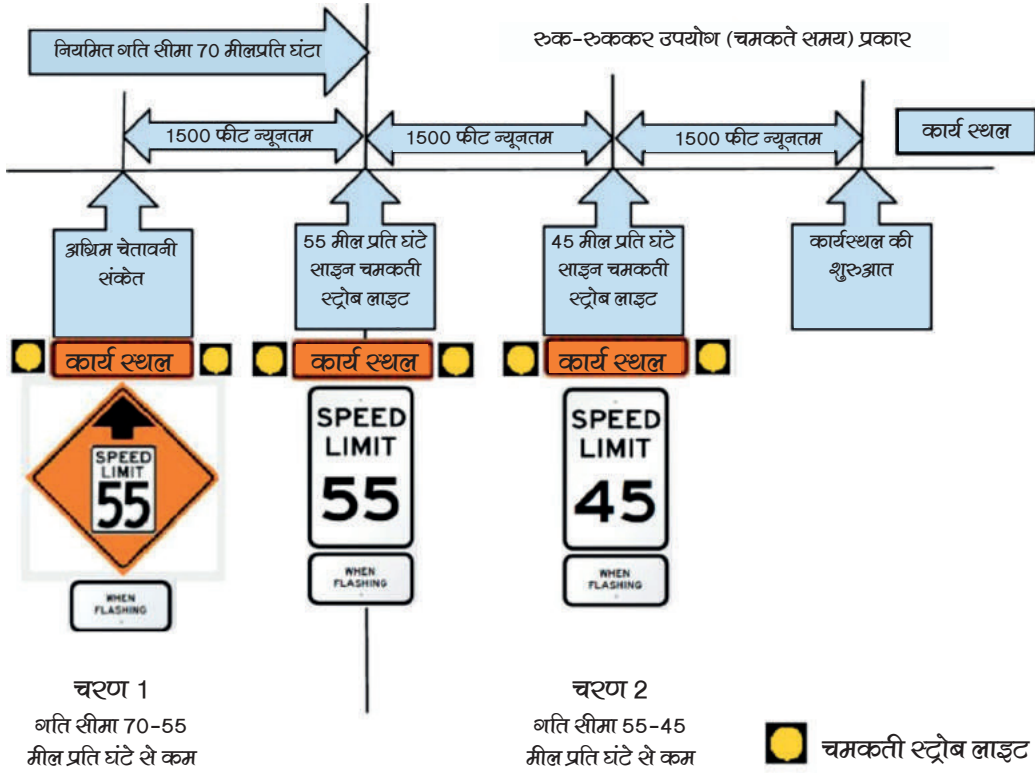 नियमित गति सीमा 70 मीलप्रति घंटा
रुक-रुककर उपयोग (चमकते समय) प्रकार
1500 फीट न्यूनतम
1500 फीट न्यूनतम
1500 फीट न्यूनतम
कार्य स्थल
अग्रिम चेतावनी
संकेत
55 मील प्रति घंटे
साइन चमकती
स्ट्रोब लाइट
45 मील प्रति घंटे
साइन चमकती
स्ट्रोब लाइट
कार्यस्थल की
शुरुआत
कार्य स्थल
कार्य स्थल
कार्य स्थल
SPEED
LIMIT
55
WHEN
FLASHING
SPEED
LIMIT
55
WHEN
FLASHING
SPEED
LIMIT
45
WHEN
FLASHING
चरण 1
गति सीमा 70-55
मील प्रति घंटे से कम
चरण 2
गति सीमा 55-45
मील प्रति घंटे से कम
चमकती स्ट्रोब लाइट